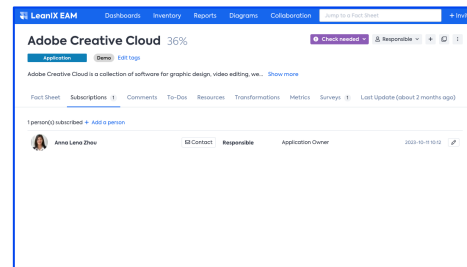 LeanIX EAM Dashboards Inventory Reports Diagrams Collaboration Jump to a Fact Sheet + Invi
Adobe Creative Cloud 36% Check needed Responsible
Application Demo Edit tags
Adobe Creative Cloud is a collection of software for graphic design, video editing, we... Show more
Fact Sheet Subscriptions 1 Comments To-Dos Resources Transformations Metrics Surveys 1 Last Update (about 2 months ago)
1 person(s) subscribed + Add a person
Anna Lena Zhou Contact Responsible Application Owner 2023-10-11 10:12